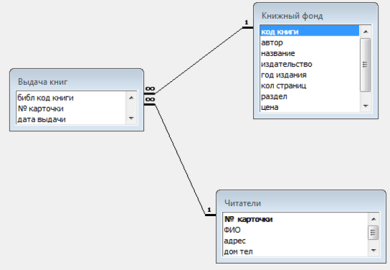 Книжный фонд
код книги
автор
название
издательство
год издания
кол страниц
раздел
цена
1
Выдача книг
библ код книги
№ карточки
дата выдачи
∞
∞
1
Читатели
№ карточки
ФИО
адрес
дом тел